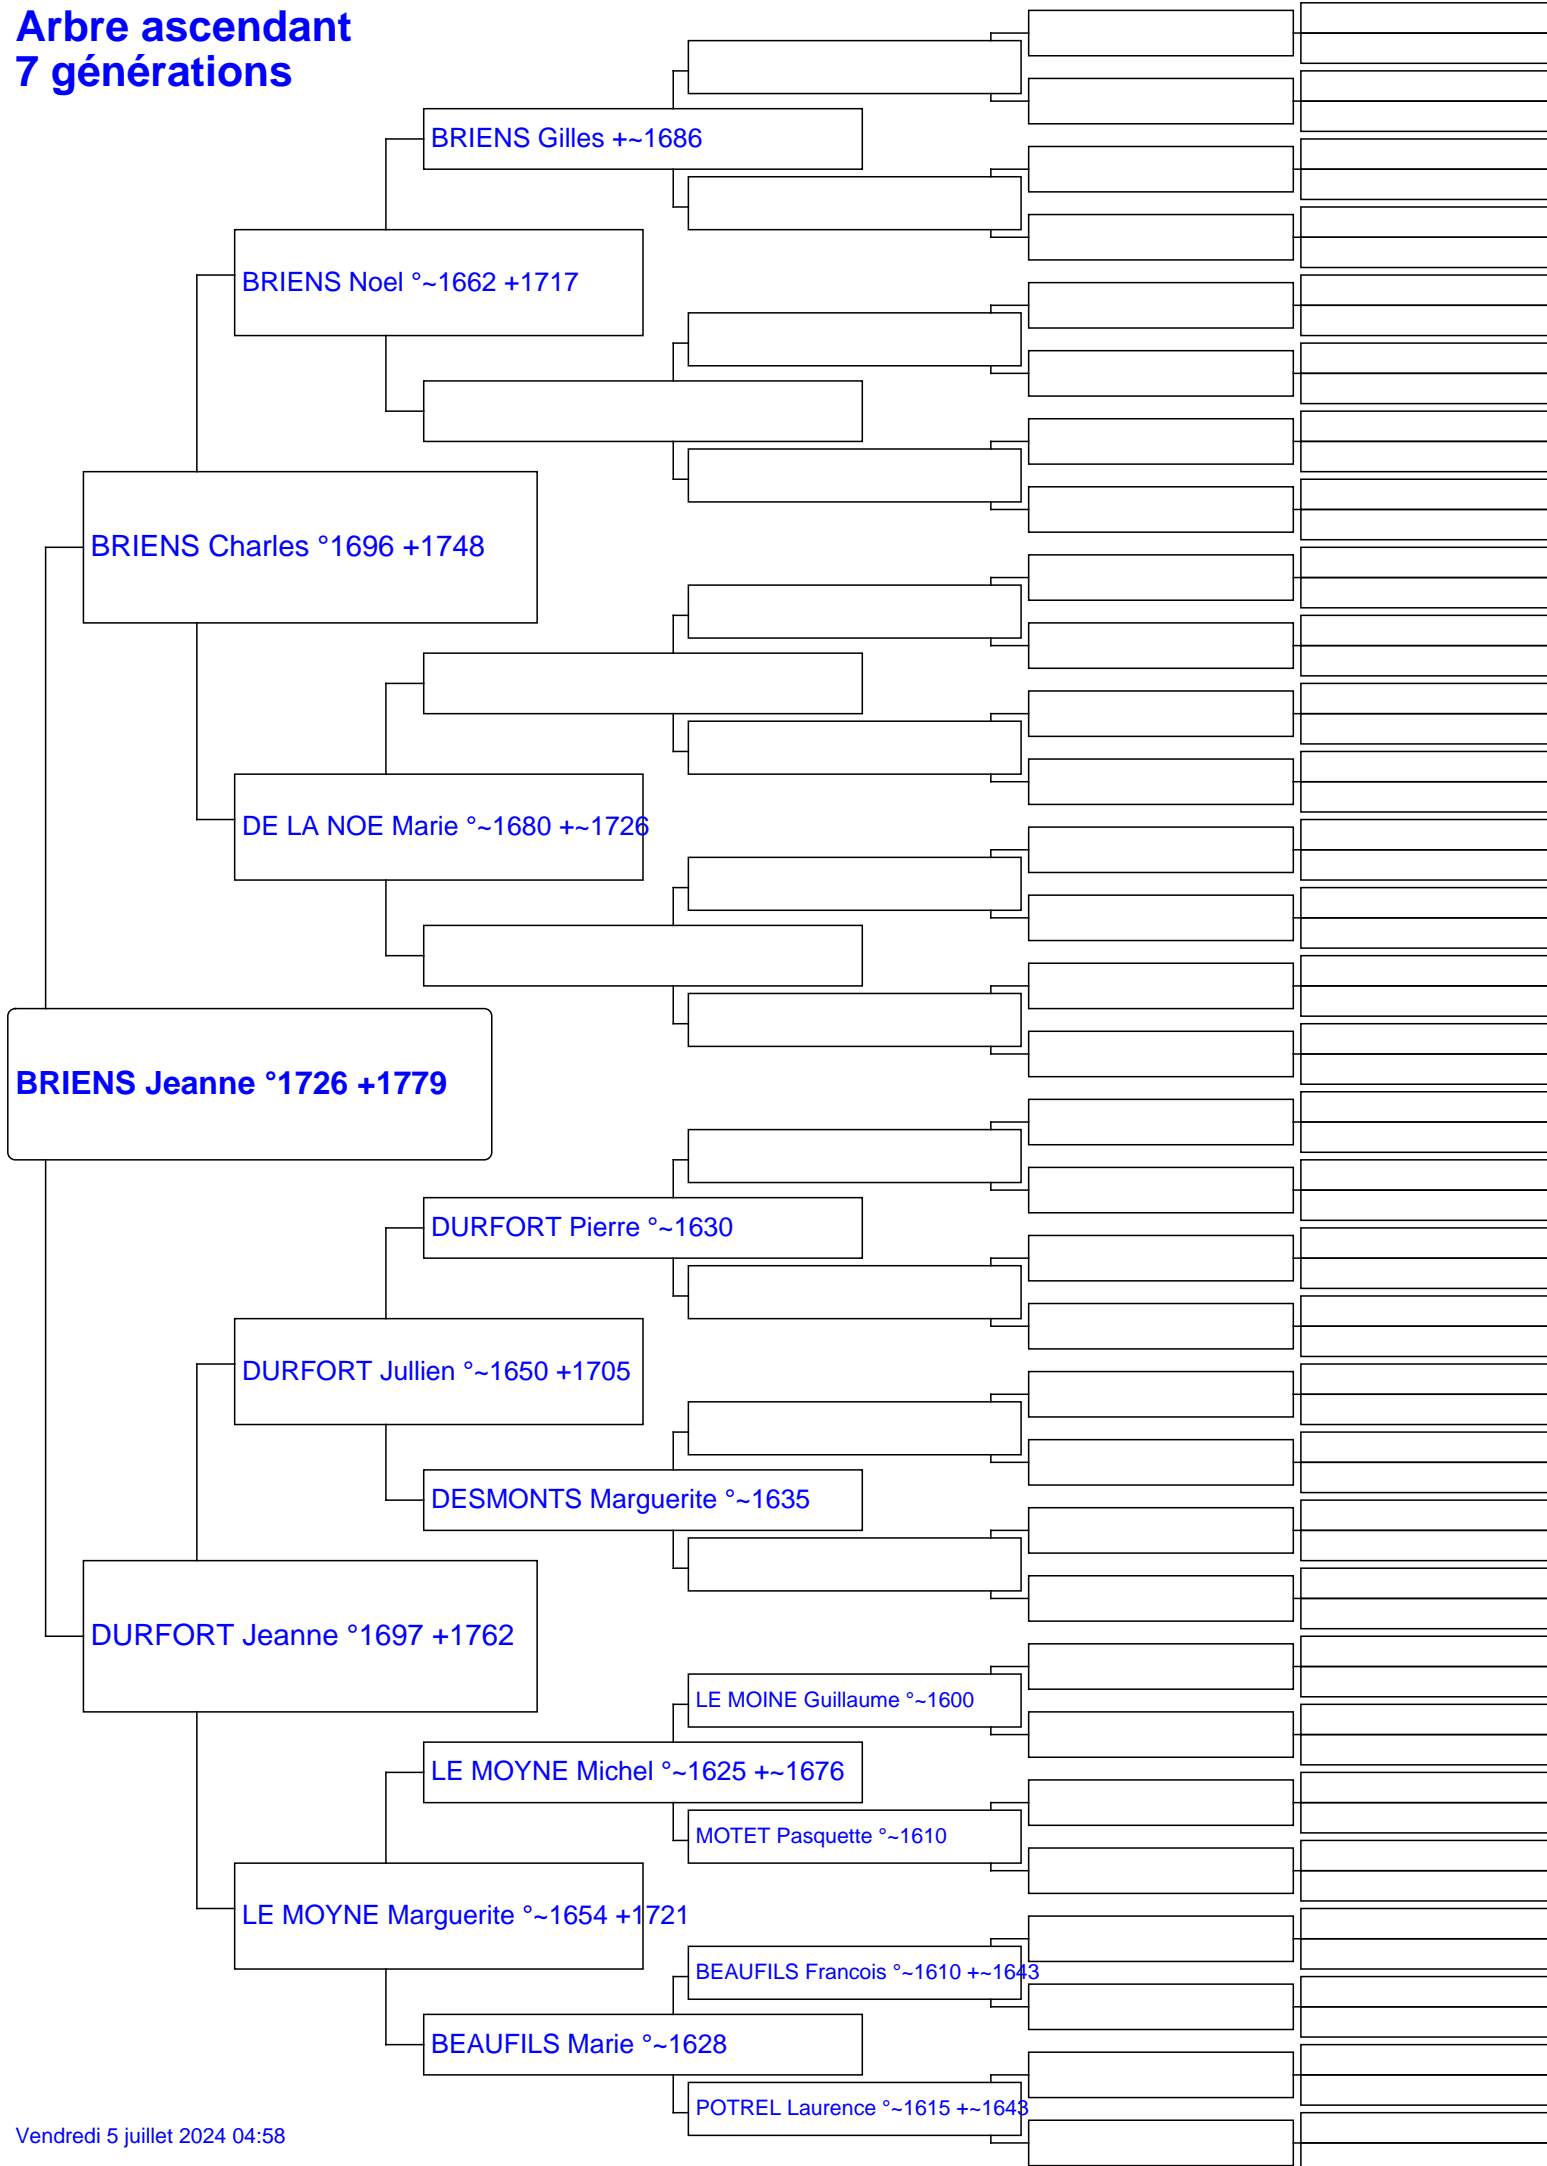 Arbre ascendant
7 générations
BRIENS Gilles +~1686
BRIENS Noel °~1662 +1717
BRIENS Charles °1696 +1748
DE LA NOE Marie °~1680 +~1726
BRIENS Jeanne °1726 +1779
DURFORT Pierre °~1630
DURFORT Jullien °~1650 +1705
DESMONTS Marguerite °~1635
DURFORT Jeanne °1697 +1762
LE MOINE Guillaume °~1600
LE MOYNE Michel °~1625 +~1676
MOTET Pasquette °~1610
LE MOYNE Marguerite °~1654 +1721
BEAUFILS Francois °~1610 +~1643
BEAUFILS Marie °~1628
POTREL Laurence °~1615 +~1643
Vendredi 5 juillet 2024 04:58